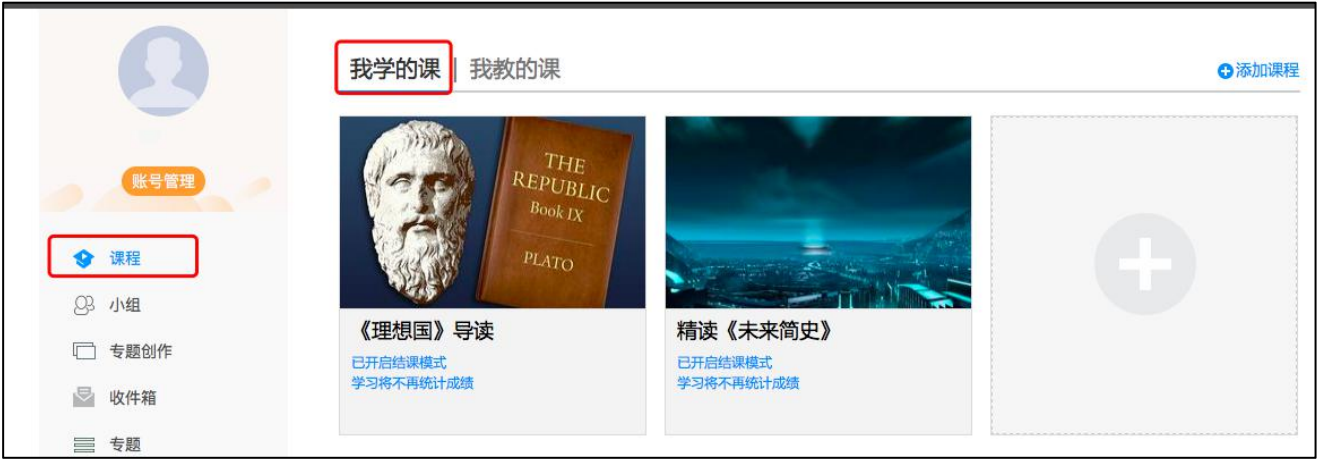 账号管理
课程
小组
专题创作
收件箱
专题
我学的课 | 我教的课
添加课程
THE
REPUBLIC
Book IX
PLATO
《理想国》导读
已开启结课模式
学习将不再统计成绩
精读《未来简史》
已开启结课模式
学习将不再统计成绩